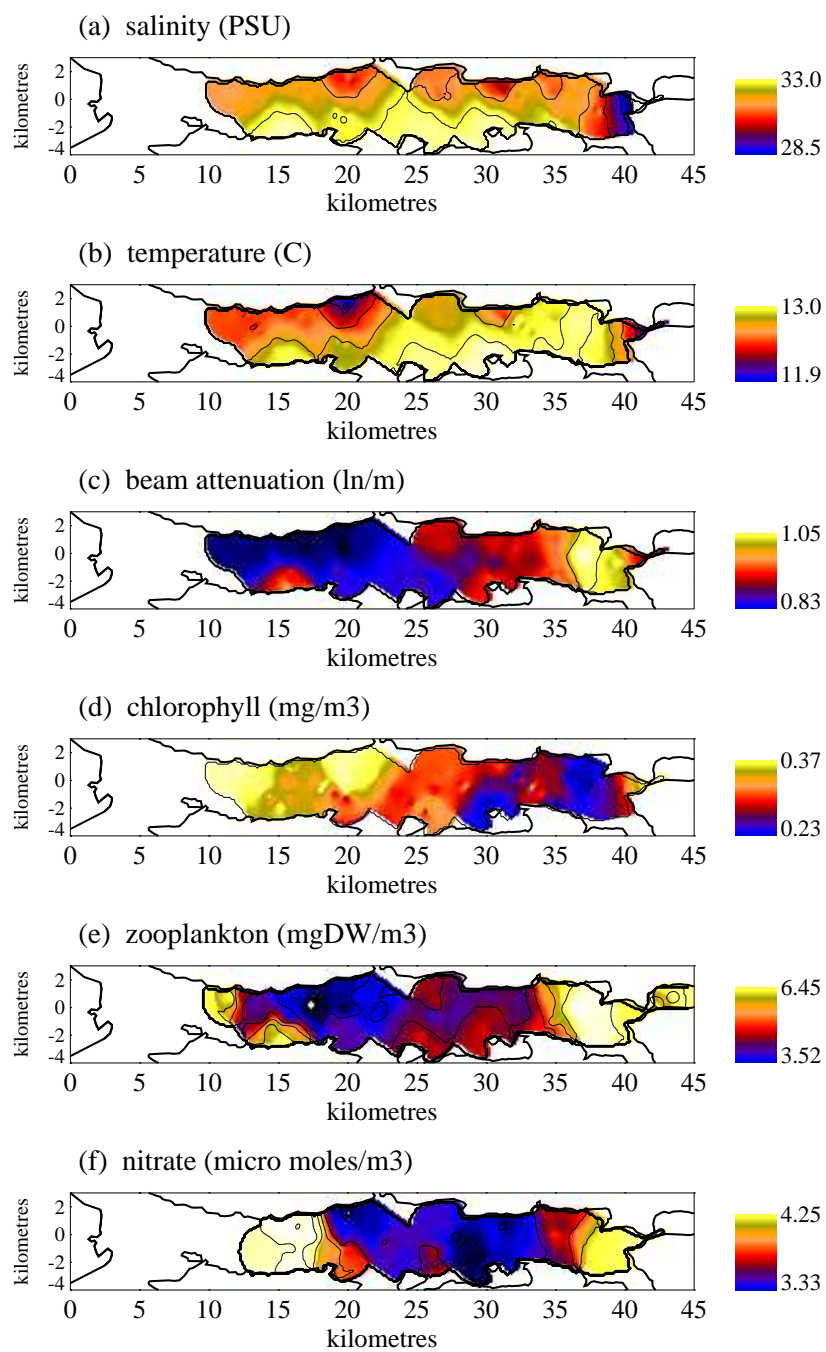 (a) salinity (PSU)
kilometres
2
0
-2
-4
33.0
28.5
0 5 10 15 20 25 30 35 40 45
kilometres
(b) temperature (C)
kilometres
2
0
-2
-4
13.0
11.9
0 5 10 15 20 25 30 35 40 45
kilometres
(c) beam attenuation (ln/m)
kilometres
2
0
-2
-4
1.05
0.83
0 5 10 15 20 25 30 35 40 45
kilometres
(d) chlorophyll (mg/m3)
kilometres
2
0
-2
-4
0.37
0.23
0 5 10 15 20 25 30 35 40 45
kilometres
(e) zooplankton (mgDW/m3)
kilometres
2
0
-2
-4
6.45
3.52
0 5 10 15 20 25 30 35 40 45
kilometres
(f) nitrate (micro moles/m3)
kilometres
2
0
-2
-4
4.25
3.33
0 5 10 15 20 25 30 35 40 45
kilometres